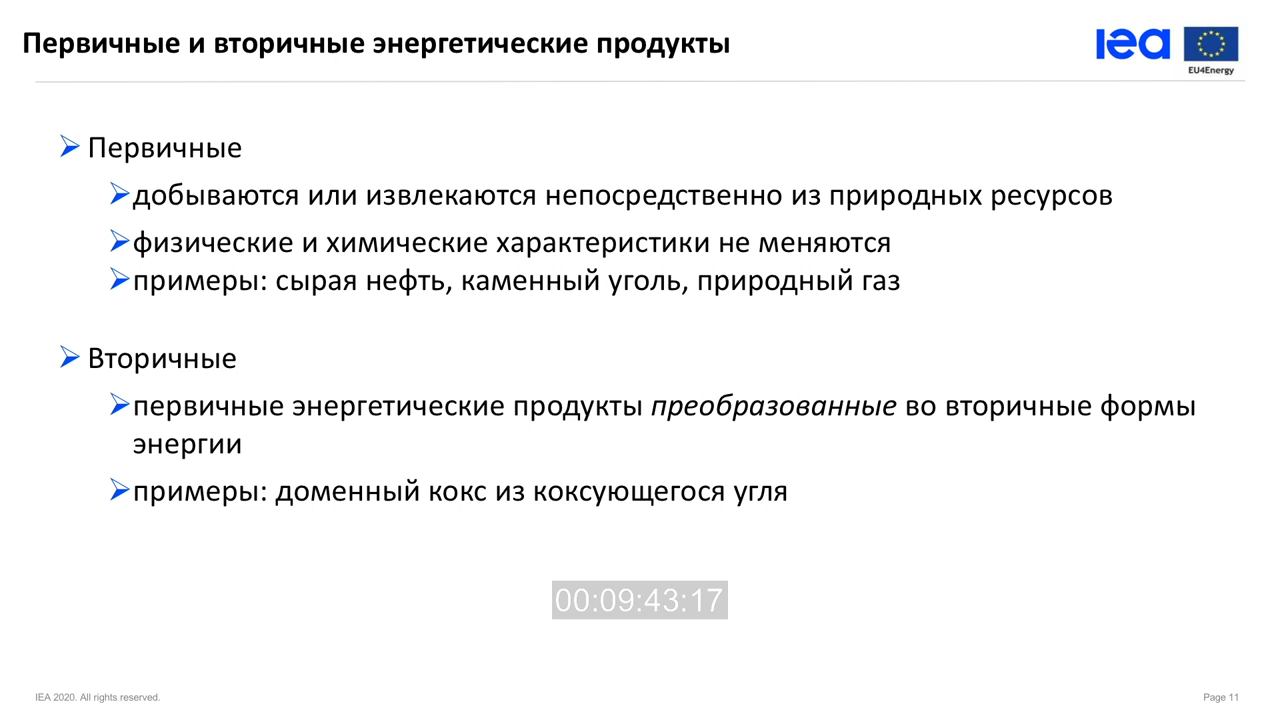 Первичные и вторичные энергетические продукты
iea
EU4Energy
Первичные
добываются или извлекаются непосредственно из природных ресурсов
физические и химические характеристики не меняются
примеры: сырая нефть, каменный уголь, природный газ
Вторичные
первичные энергетические продукты преобразованные во вторичные формы
энергии
примеры: доменный кокс из коксующегося угля
00:09:43:17
IEA 2020. All rights reserved.
Page 11